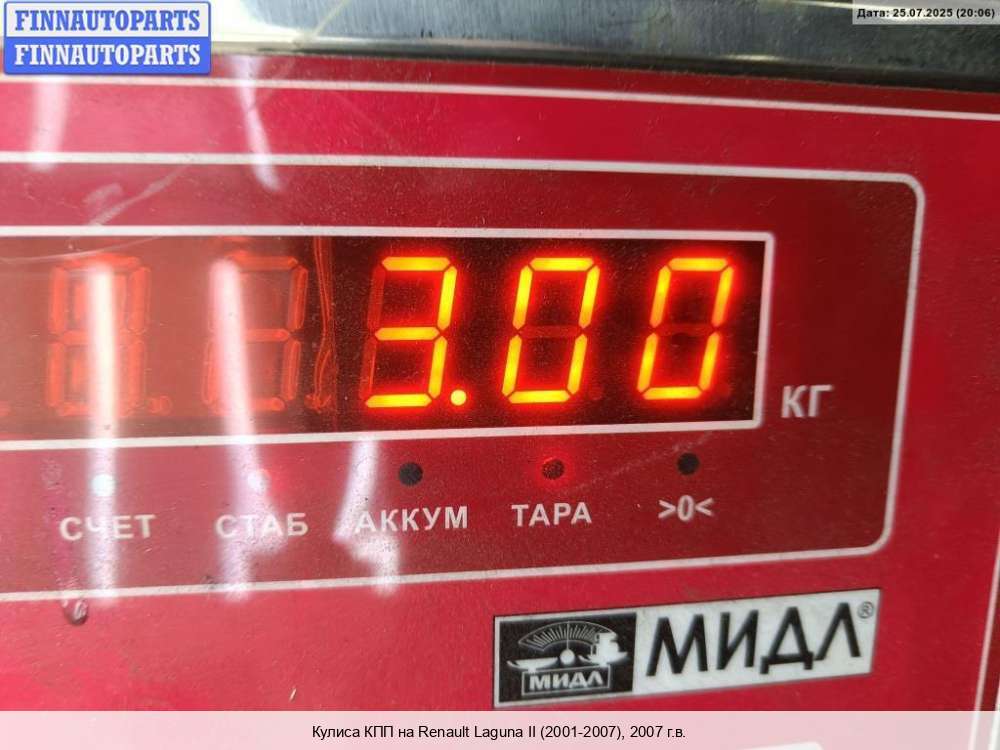 FINNAUTOPARTS
FINNAUTOPARTS
Дата: 25.07.2025 (20:06)
3.00
КГ
СЧЕТ СТАБ АККУМ ТАРА >0<
МИДЛ МИДЛ®
Кулиса КПП на Renault Laguna II (2001-2007), 2007 г.в.